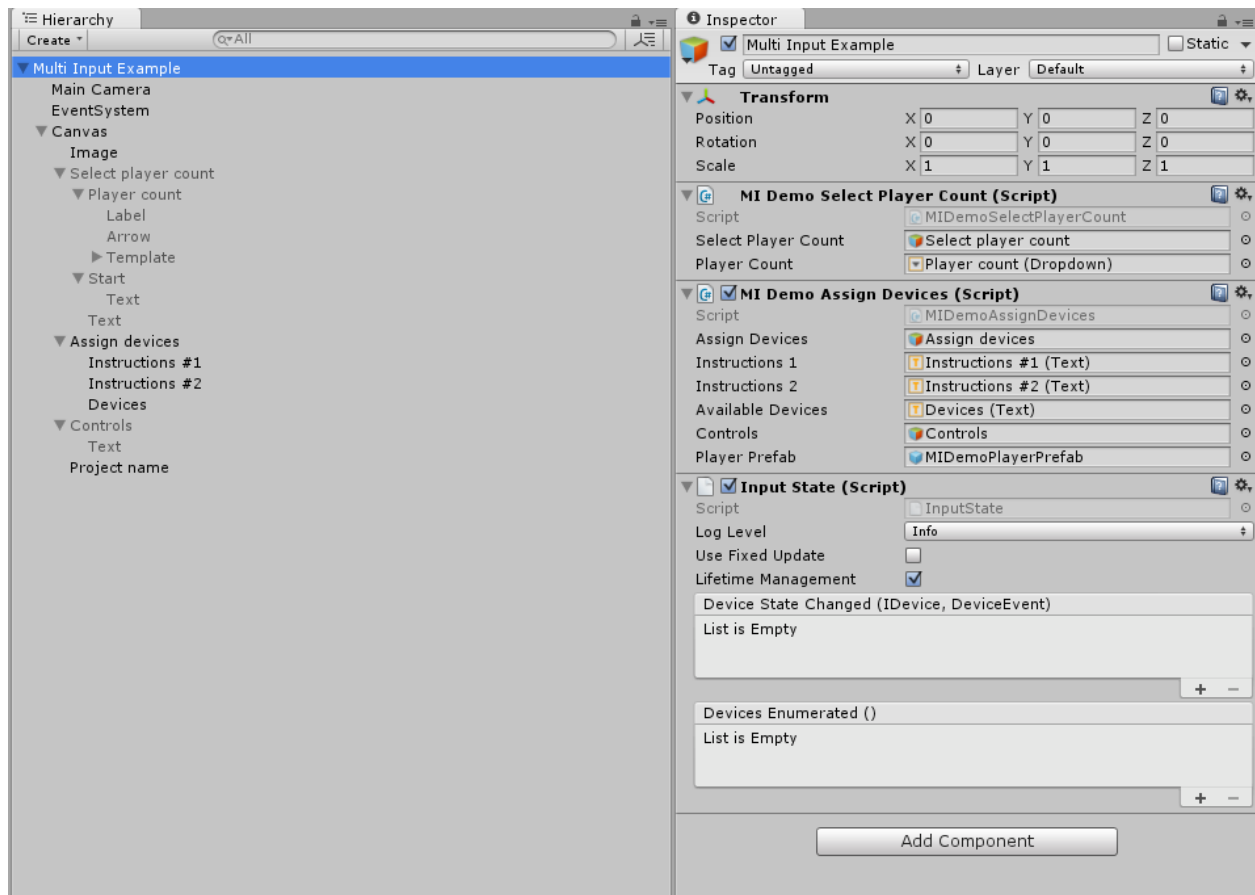 Hierarchy
Create
All
Multi Input Example
Main Camera
EventSystem
Canvas
Image
Select player count
Player count
Label
Arrow
Template
Start
Text
Text
Assign devices
Instructions #1
Instructions #2
Devices
Controls
Text
Project name
Inspector
Multi Input Example Static
Tag Untagged Layer Default
Transform
Position X 0 Y 0 Z 0
Rotation X 0 Y 0 Z 0
Scale X 1 Y 1 Z 1
MI Demo Select Player Count (Script)
Script MIDemoSelectPlayerCount
Select Player Count Select player count
Player Count Player count (Dropdown)
MI Demo Assign Devices (Script)
Script MIDemoAssignDevices
Assign Devices Assign devices
Instructions 1 Instructions #1 (Text)
Instructions 2 Instructions #2 (Text)
Available Devices Devices (Text)
Controls Controls
Player Prefab MIDemoPlayerPrefab
Input State (Script)
Script InputState
Log Level Info
Use Fixed Update
Lifetime Management
Device State Changed (IDevice, DeviceEvent)
List is Empty
+ −
Devices Enumerated ()
List is Empty
+ −
Add Component